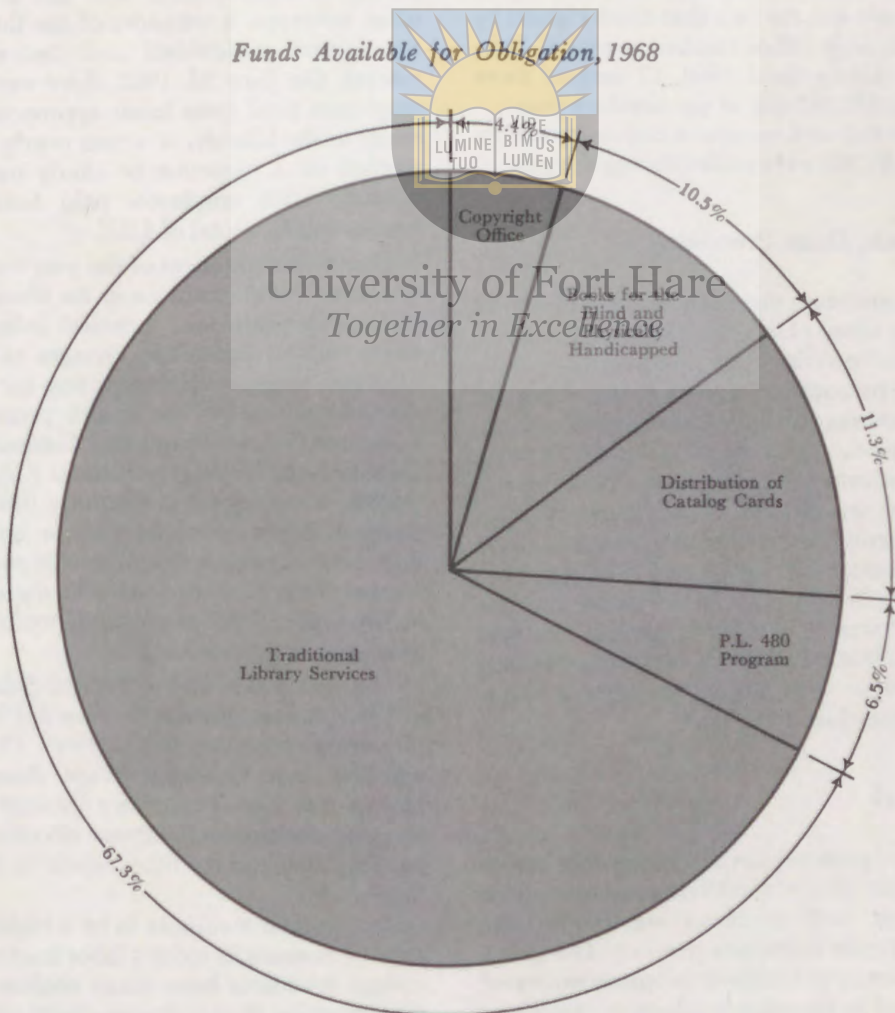 Funds Available for Obligation, 1968
4.4%
IN LUMINE TUO
VIDE BIMUS LUMEN
10.5%
Copyright
Office
University of Fort Hare
Together in Excellence
Books for the
Blind and
Physically
Handicapped
11.3%
Distribution of
Catalog Cards
P.L. 480
Program
6.5%
Traditional
Library Services
67.3%